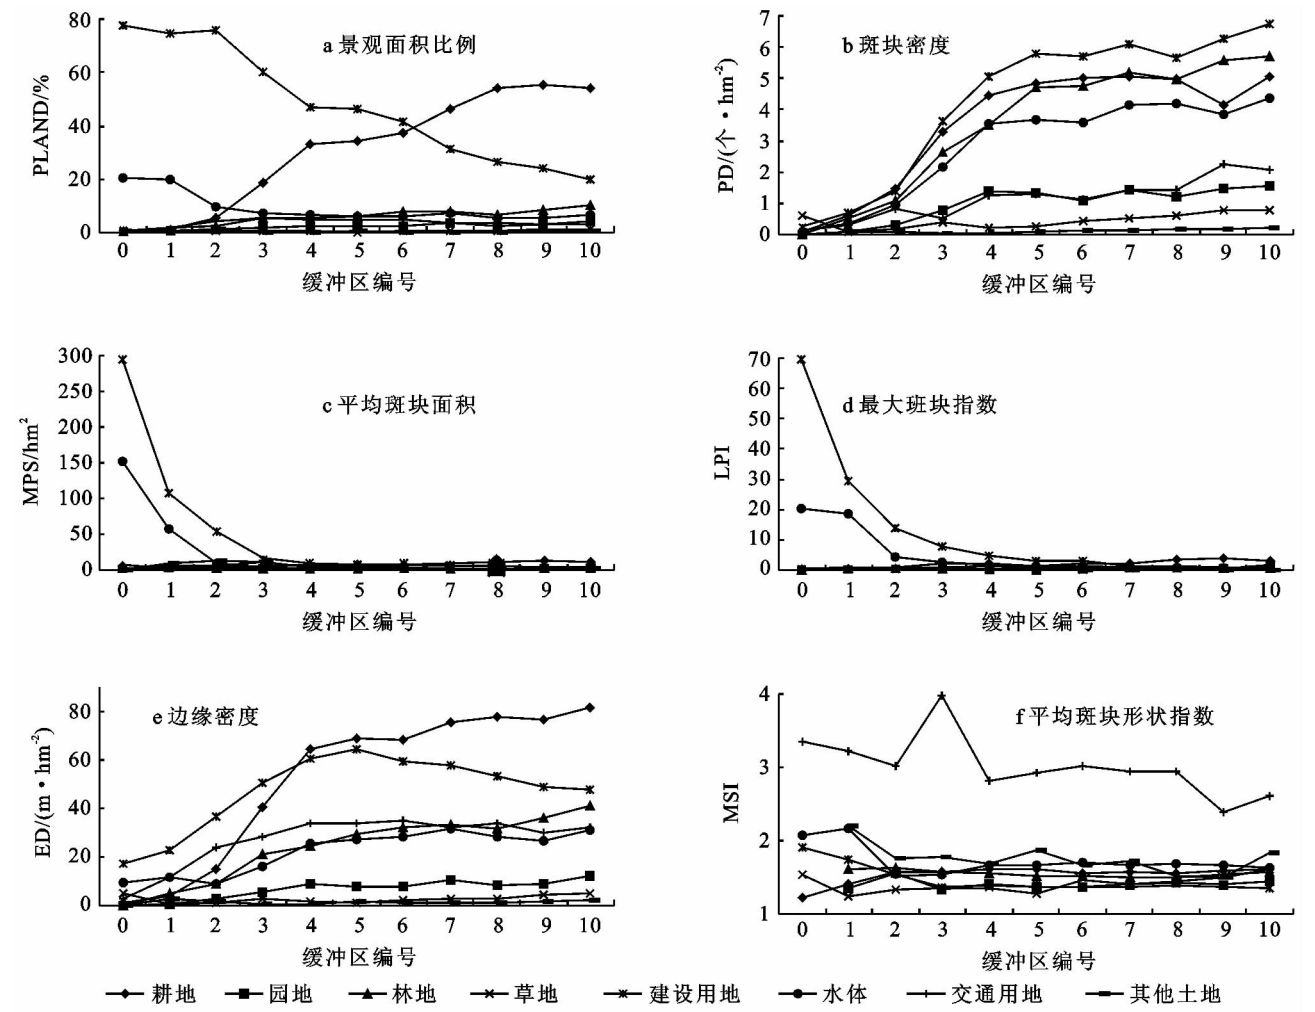 a 景观面积比例
PLAND/%
80
60
40
20
0
0 1 2 3 4 5 6 7 8 9 10
缓冲区编号
b 斑块密度
PD/(个·hm-2)
7
6
5
4
3
2
1
0
0 1 2 3 4 5 6 7 8 9 10
缓冲区编号
c 平均斑块面积
MPS/hm2
300
250
200
150
100
50
0
0 1 2 3 4 5 6 7 8 9 10
缓冲区编号
d 最大班块指数
LPI
70
60
50
40
30
20
10
0
0 1 2 3 4 5 6 7 8 9 10
缓冲区编号
e 边缘密度
ED/(m·hm-2)
80
60
40
20
0
0 1 2 3 4 5 6 7 8 9 10
缓冲区编号
f 平均斑块形状指数
MSI
4
3
2
1
0 1 2 3 4 5 6 7 8 9 10
缓冲区编号
耕地 园地 林地 草地 建设用地 水体 交通用地 其他土地